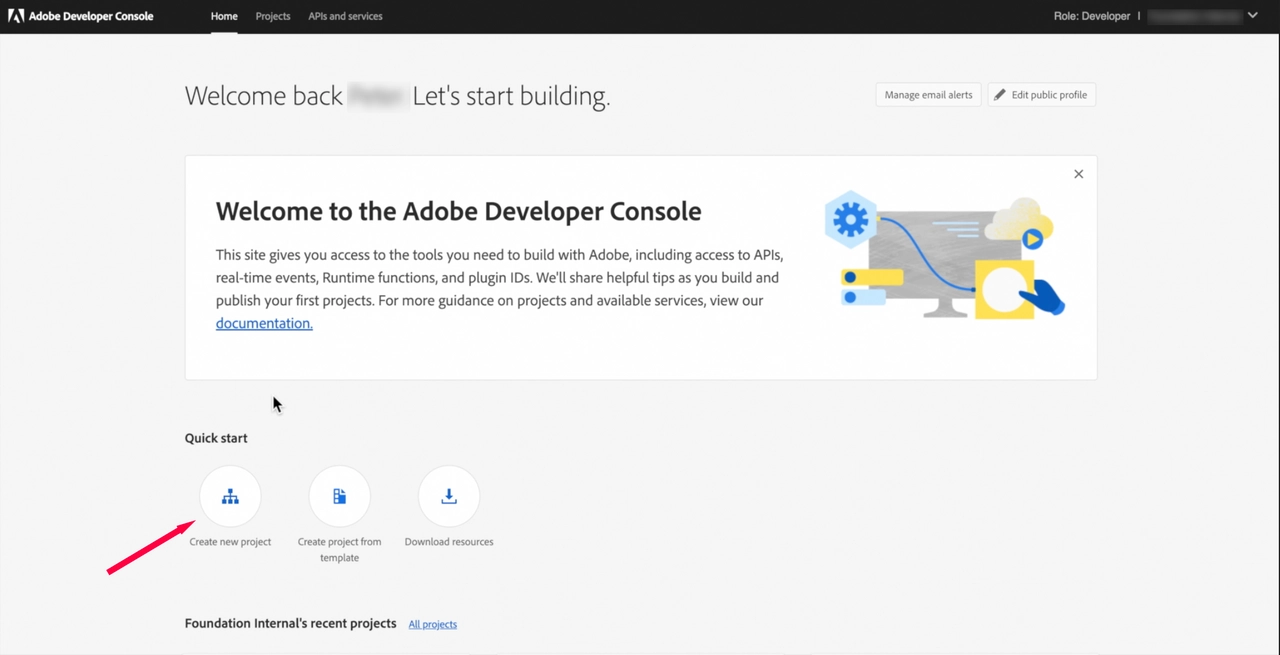 Adobe Developer Console
Home
Projects
APIs and services
Role: Developer
Welcome back Let's start building.
Manage email alerts
Edit public profile
Welcome to the Adobe Developer Console
This site gives you access to the tools you need to build with Adobe, including access to APIs,
real-time events, Runtime functions, and plugin IDs. We'll share helpful tips as you build and
publish your first projects. For more guidance on projects and available services, view our
documentation.
Quick start
Create new project
Create project from
template
Download resources
Foundation Internal's recent projects
All projects